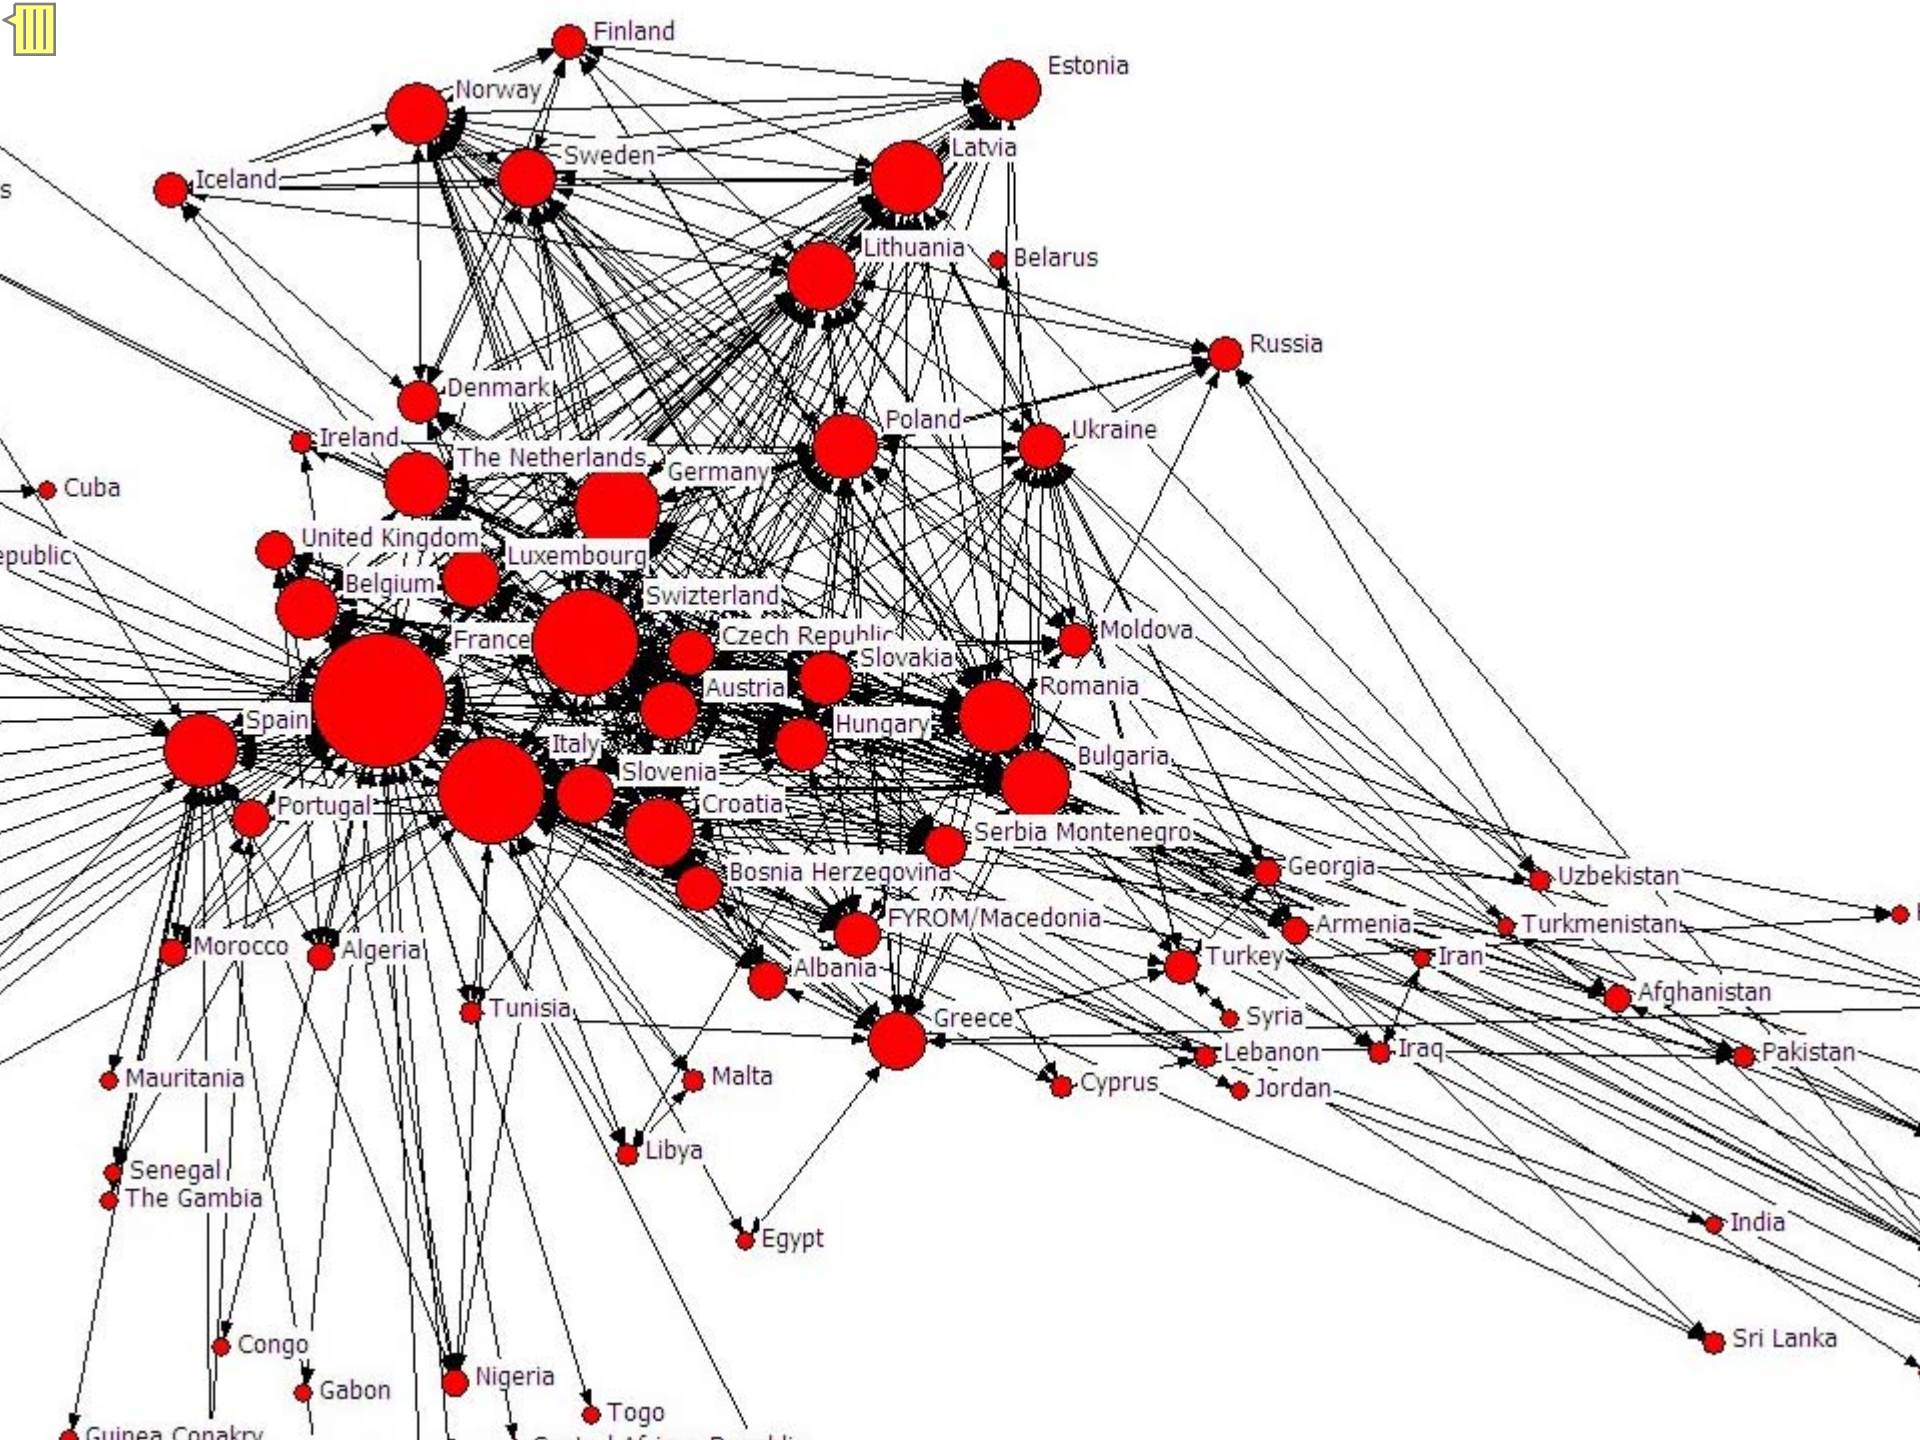 Finland
Estonia
Norway
Latvia
Sweden
Iceland
s
Lithuania
Belarus
Russia
Denmark
Poland
Ukraine
Ireland
The Netherlands
Germany
Cuba
United Kingdom
Luxembourg
epublic
Belgium
Swizterland
Moldova
Czech Republic
France
Slovakia
Romania
Austria
Spain
Hungary
Italy
Bulgaria
Slovenia
Portugal
Croatia
Serbia Montenegro
Georgia
Bosnia Herzegovina
Uzbekistan
FYROM/Macedonia
Armenia
Turkmenistan
Morocco
Algeria
Turkey
Iran
Albania
Afghanistan
Tunisia
Greece
Syria
Lebanon
Iraq
Pakistan
Mauritania
Malta
Cyprus
Jordan
Libya
Senegal
The Gambia
India
Egypt
Sri Lanka
Congo
Nigeria
Gabon
Togo
Guinea Conakry
Central African Republic